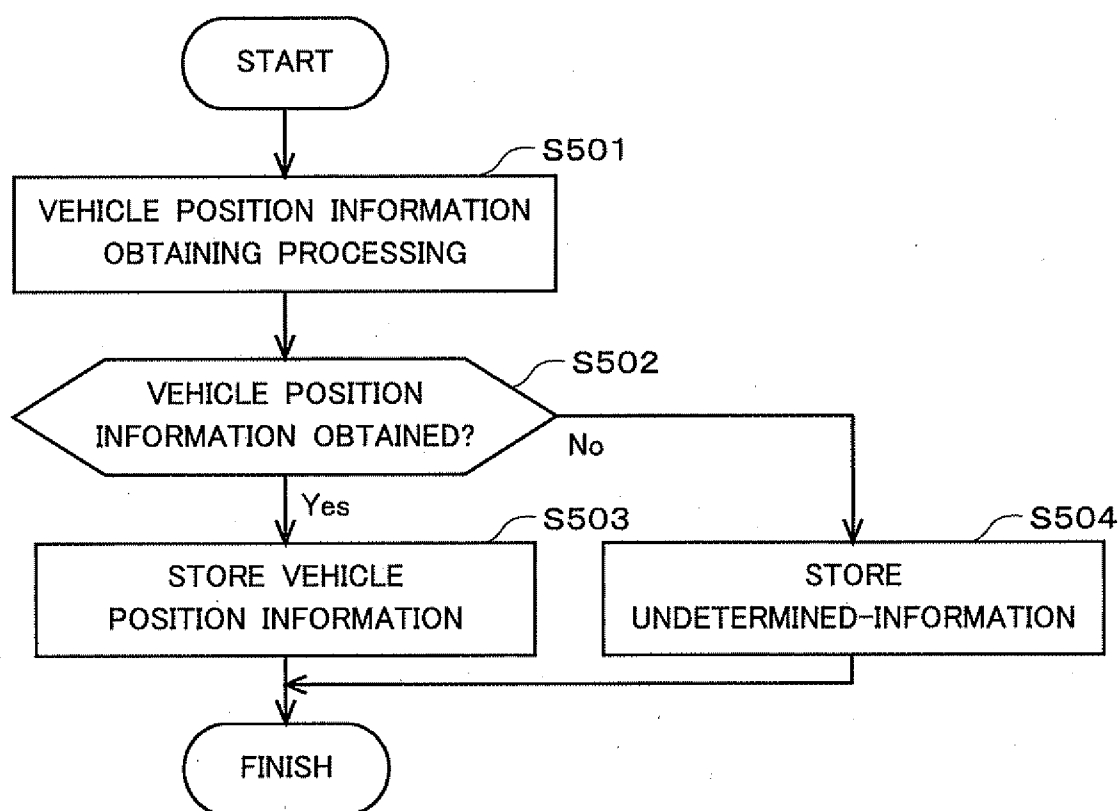 START
S501
VEHICLE POSITION INFORMATION
OBTAINING PROCESSING
S502
VEHICLE POSITION
INFORMATION OBTAINED?
No
Yes
S503
STORE VEHICLE
POSITION INFORMATION
S504
STORE
UNDETERMINED-INFORMATION
FINISH